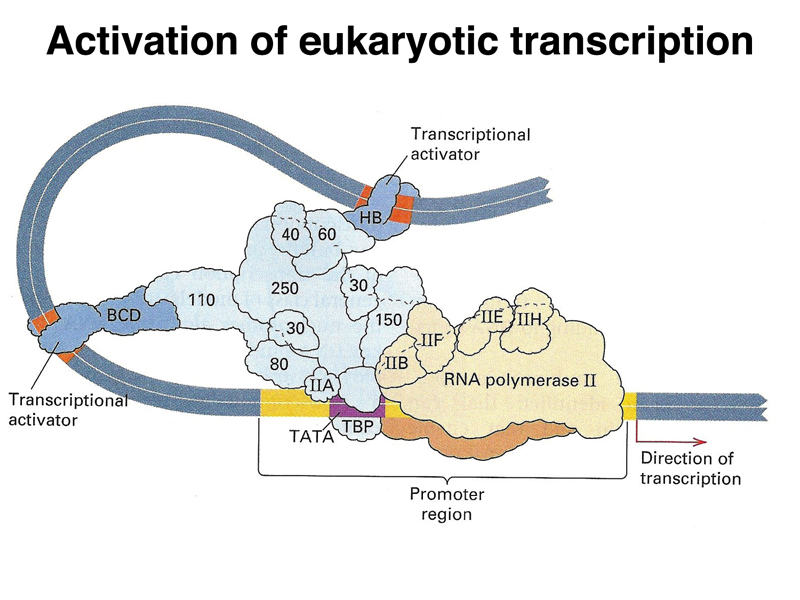 Activation of eukaryotic transcription
Transcriptional
activator
HB
40
60
250
30
110
BCD
30
150
IIE
IIH
IIF
IIB
80
IIA
RNA polymerase II
Transcriptional
activator
TATA
TBP
Promoter
region
Direction of
transcription